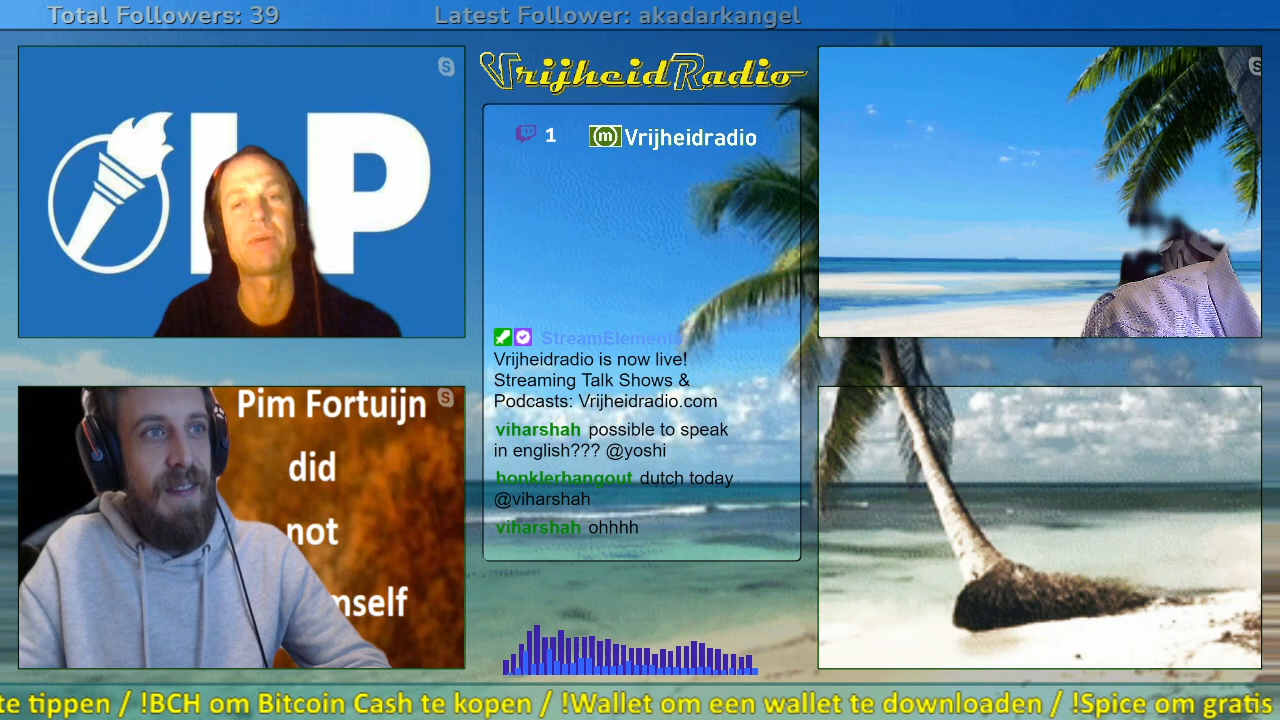 Total Followers: 39
Latest Follower: akadarkangel
VrijheidRadio
LP
1
Vrijheidradio
StreamElements
Vrijheidradio is now live!
Streaming Talk Shows &
Podcasts: Vrijheidradio.com
viharshah possible to speak
in english??? @yoshi
honklerhangout dutch today
@viharshah
viharshah ohhhh
Pim Fortuijn
did
not
mself
te tippen / !BCH om Bitcoin Cash te kopen / !Wallet om een wallet te downloaden / !Spice om gratis